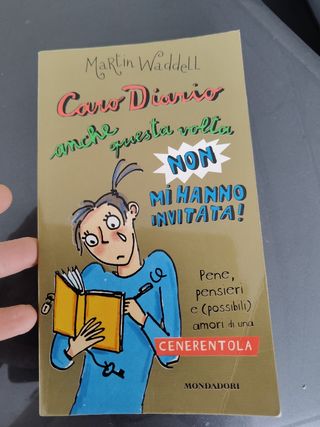 Martin Waddell
Caro Diario
anche questa volta
NON
MI HANNO
INVITATA!
Pene,
pensieri
e (possibili)
amori di una
CENERENTOLA
MONDADORI